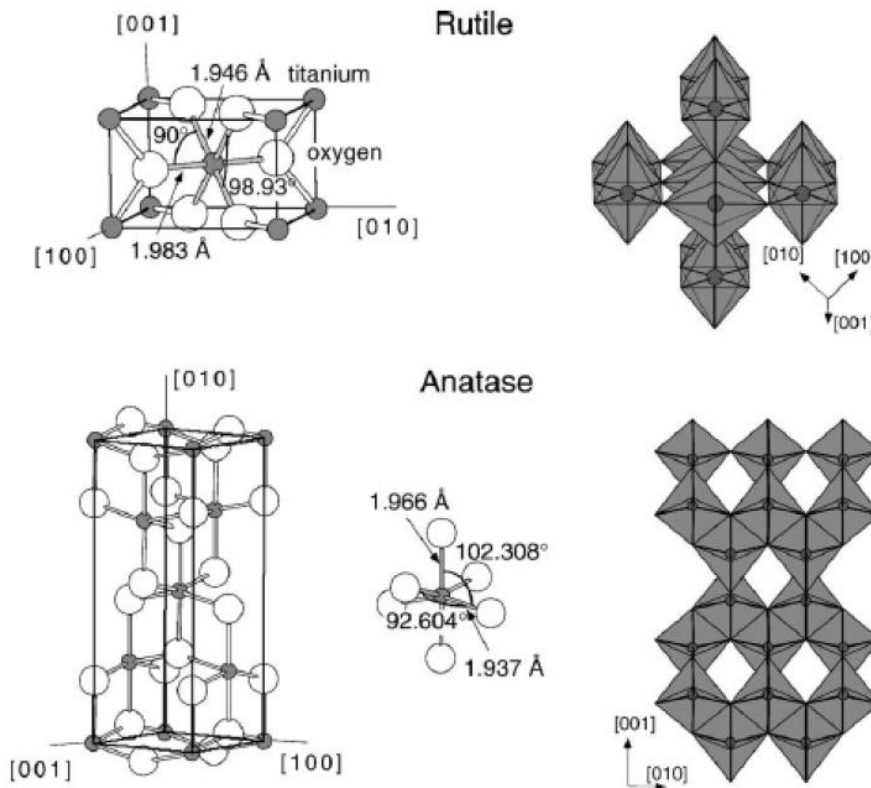 Rutile
[001]
1.946 Å titanium
90°
oxygen
98.93°
[010]
[100] 1.983 Å
[010] [100]
[001]
Anatase
[010]
1.966 Å
102.308°
92.604°
1.937 Å
[001] [100]
[001]
[010]